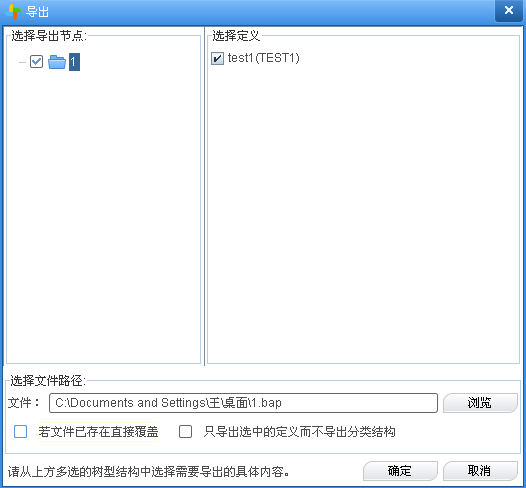 导出
选择导出节点:
1
选择定义
test1(TEST1)
选择文件路径:
文件： C:\Documents and Settings\王\桌面\1.bap 浏览
若文件已存在直接覆盖 只导出选中的定义而不导出分类结构
请从上方多选的树型结构中选择需要导出的具体内容。 确定 取消